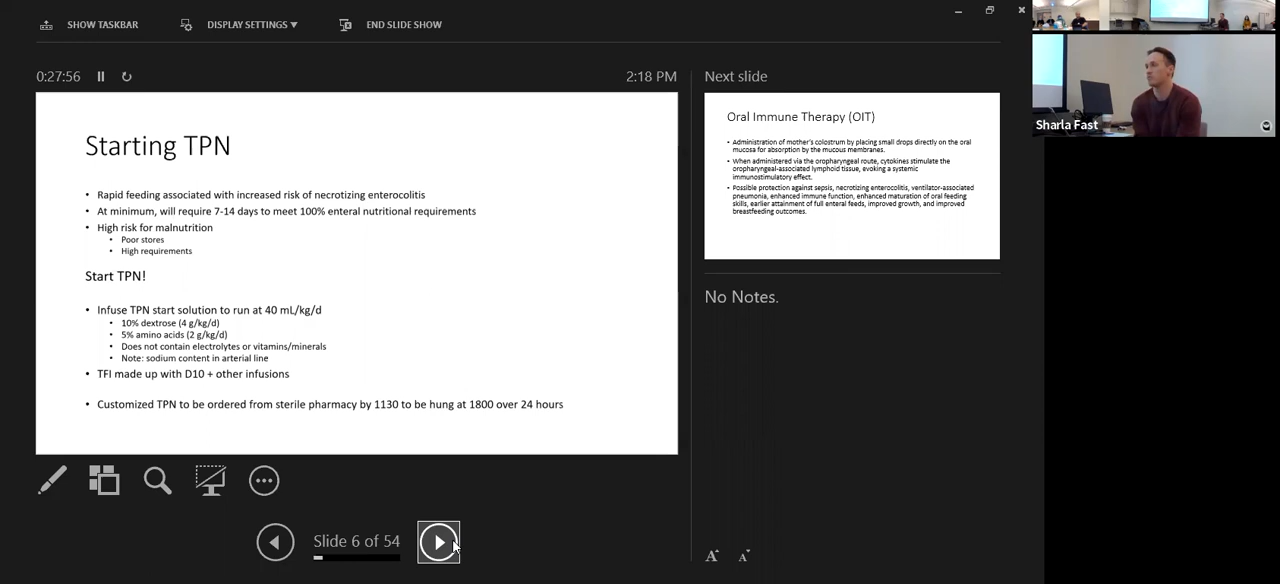 SHOW TASKBAR
DISPLAY SETTINGS ▾
END SLIDE SHOW
0:27:56
2:18 PM
Starting TPN
• Rapid feeding associated with increased risk of necrotizing enterocolitis
• At minimum, will require 7-14 days to meet 100% enteral nutritional requirements
• High risk for malnutrition
• Poor stores
• High requirements
Start TPN!
• Infuse TPN start solution to run at 40 mL/kg/d
• 10% dextrose (4 g/kg/d)
• 5% amino acids (2 g/kg/d)
• Does not contain electrolytes or vitamins/minerals
• Note: sodium content in arterial line
• TFI made up with D10 + other infusions
• Customized TPN to be ordered from sterile pharmacy by 1130 to be hung at 1800 over 24 hours
Slide 6 of 54
Next slide
Oral Immune Therapy (OIT)
• Administration of mother's colostrum by placing small drops directly on the oral
mucosa for absorption by the mucous membranes.
• When administered via the oropharyngeal route, cytokines stimulate the
oropharyngeal-associated lymphoid tissue, evoking a systemic
immunostimulatory effect.
• Possible protection against sepsis, necrotizing enterocolitis, ventilator-associated
pneumonia, enhanced immune function, enhanced maturation of oral feeding
skills, earlier attainment of full enteral feeds, improved growth, and improved
breastfeeding outcomes.
No Notes.
A A
Sharla Fast